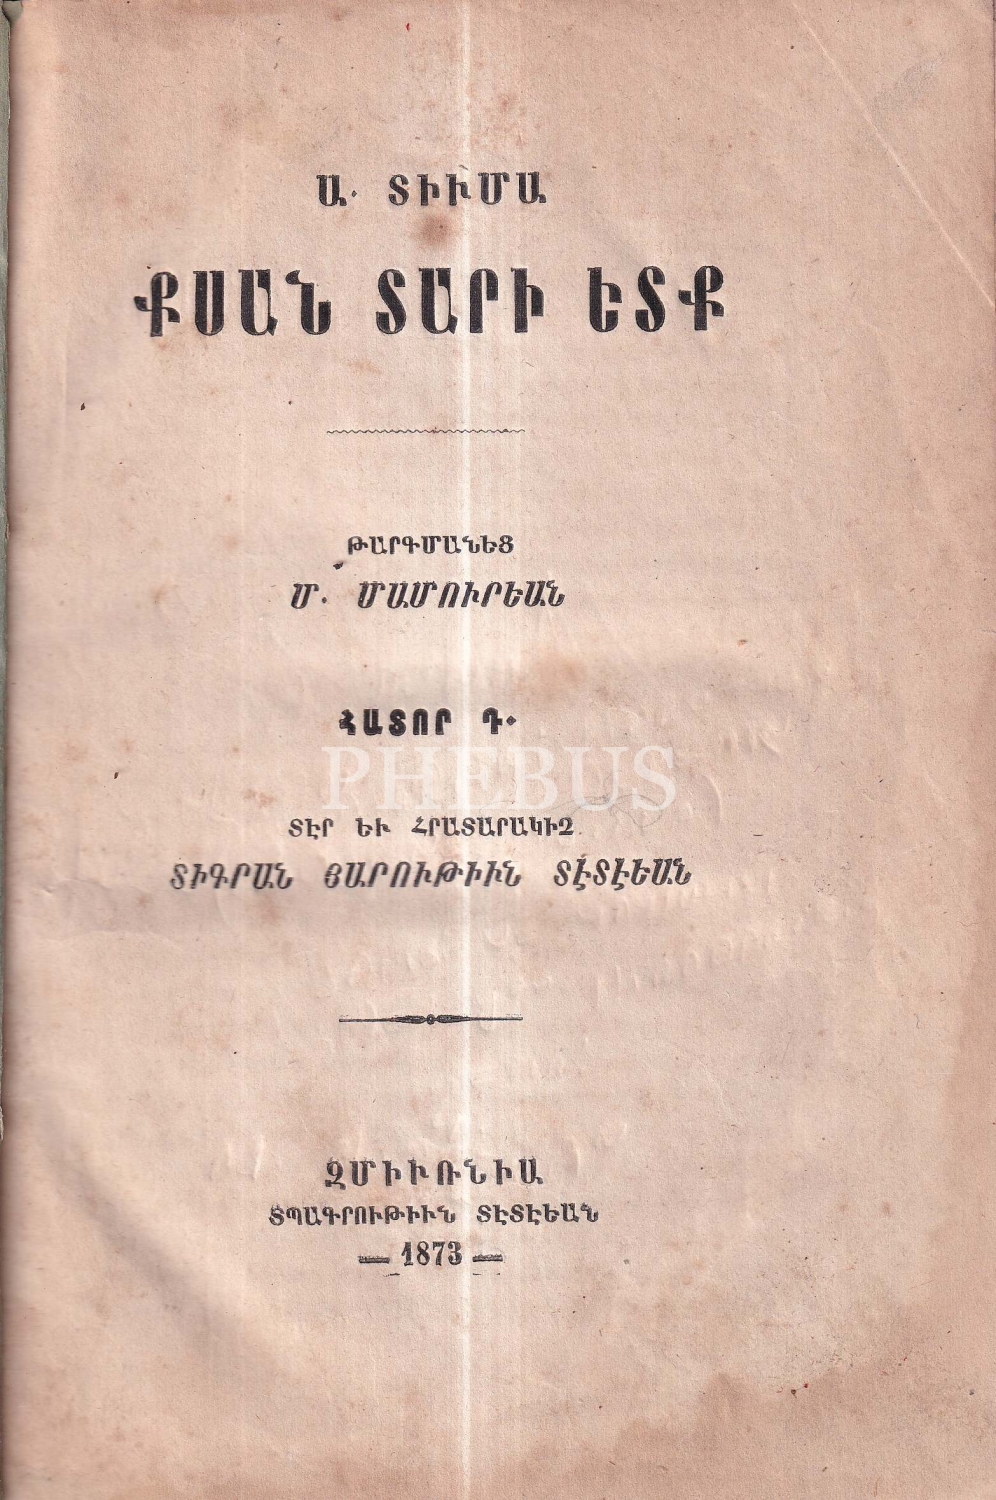 Ա. ՏԻՒՄԱ
ՔՍԱՆ ՏԱՐԻ ԵՏՔ
ԹԱՐԳՄԱՆԵՑ
Մ. ՄԱՄՈՒՐԵԱՆ
ՀԱՏՈՐ Դ.
PHEBUS
ՏԷՐ ԵՒ ՀՐԱՏԱՐԱԿԻՉ
ՏԻԳՐԱՆ ՅԱՐՈՒԹԻՒՆ ՏԷՏԷԵԱՆ
ԶՄԻՒՌՆԻԱ
ՏՊԱԳՐՈՒԹԻՒՆ ՏԷՏԷԵԱՆ
— 1873 —